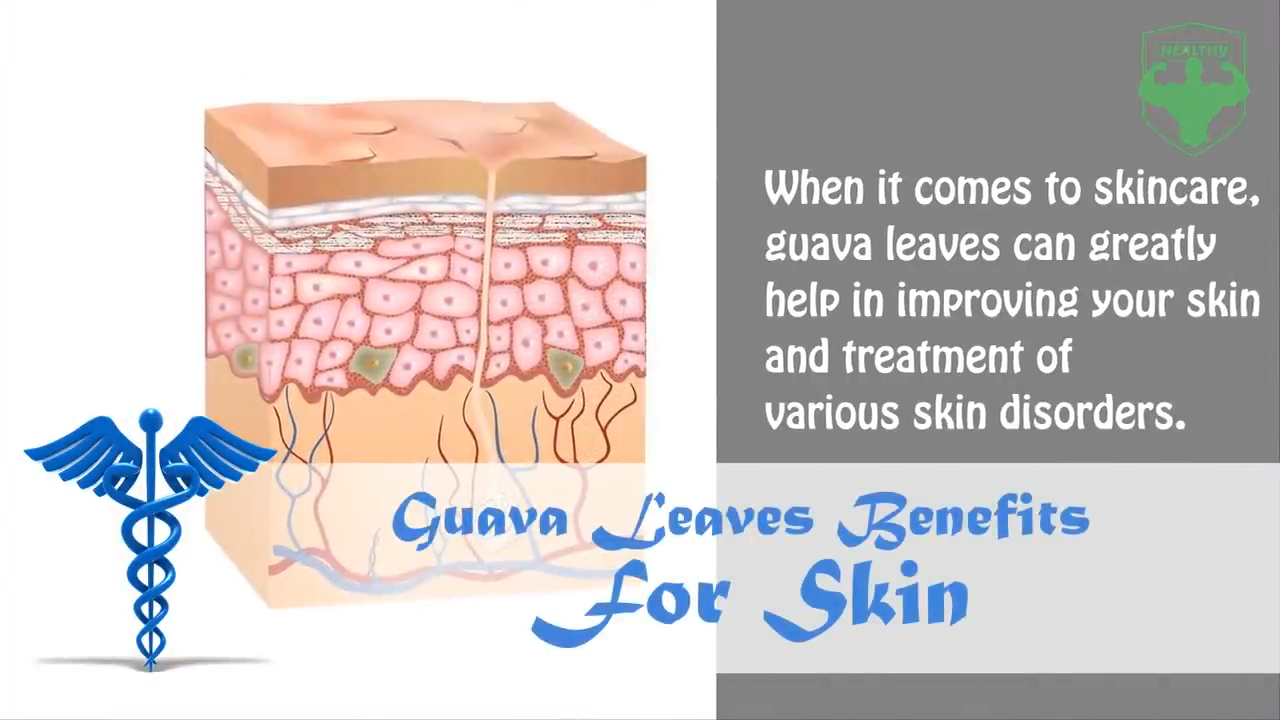 HEALTHY
When it comes to skincare,
guava leaves can greatly
help in improving your skin
and treatment of
various skin disorders.
Guava Leaves Benefits
for Skin